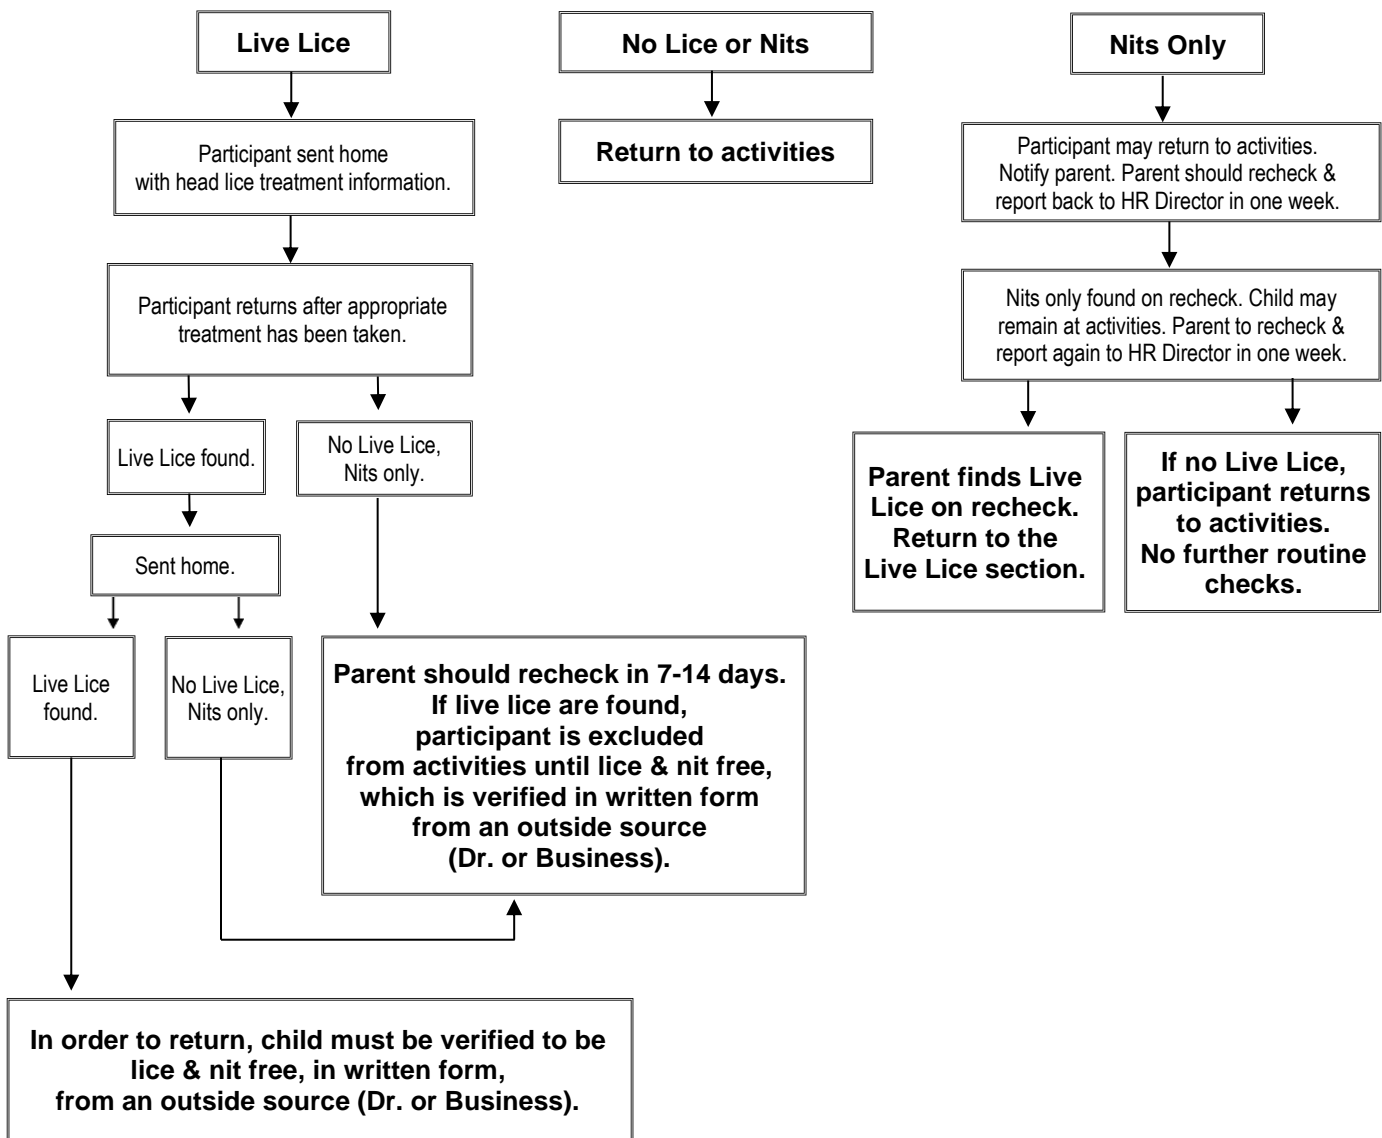 Live Lice
Participant sent home
with head lice treatment information.
Participant returns after appropriate
treatment has been taken.
Live Lice found.
No Live Lice,
Nits only.
Sent home.
Live Lice
found.
No Live Lice,
Nits only.
Parent should recheck in 7-14 days.
If live lice are found,
participant is excluded
from activities until lice & nit free,
which is verified in written form
from an outside source
(Dr. or Business).
In order to return, child must be verified to be
lice & nit free, in written form,
from an outside source (Dr. or Business).
No Lice or Nits
Return to activities
Nits Only
Participant may return to activities.
Notify parent. Parent should recheck &
report back to HR Director in one week.
Nits only found on recheck. Child may
remain at activities. Parent to recheck &
report again to HR Director in one week.
Parent finds Live
Lice on recheck.
Return to the
Live Lice section.
If no Live Lice,
participant returns
to activities.
No further routine
checks.